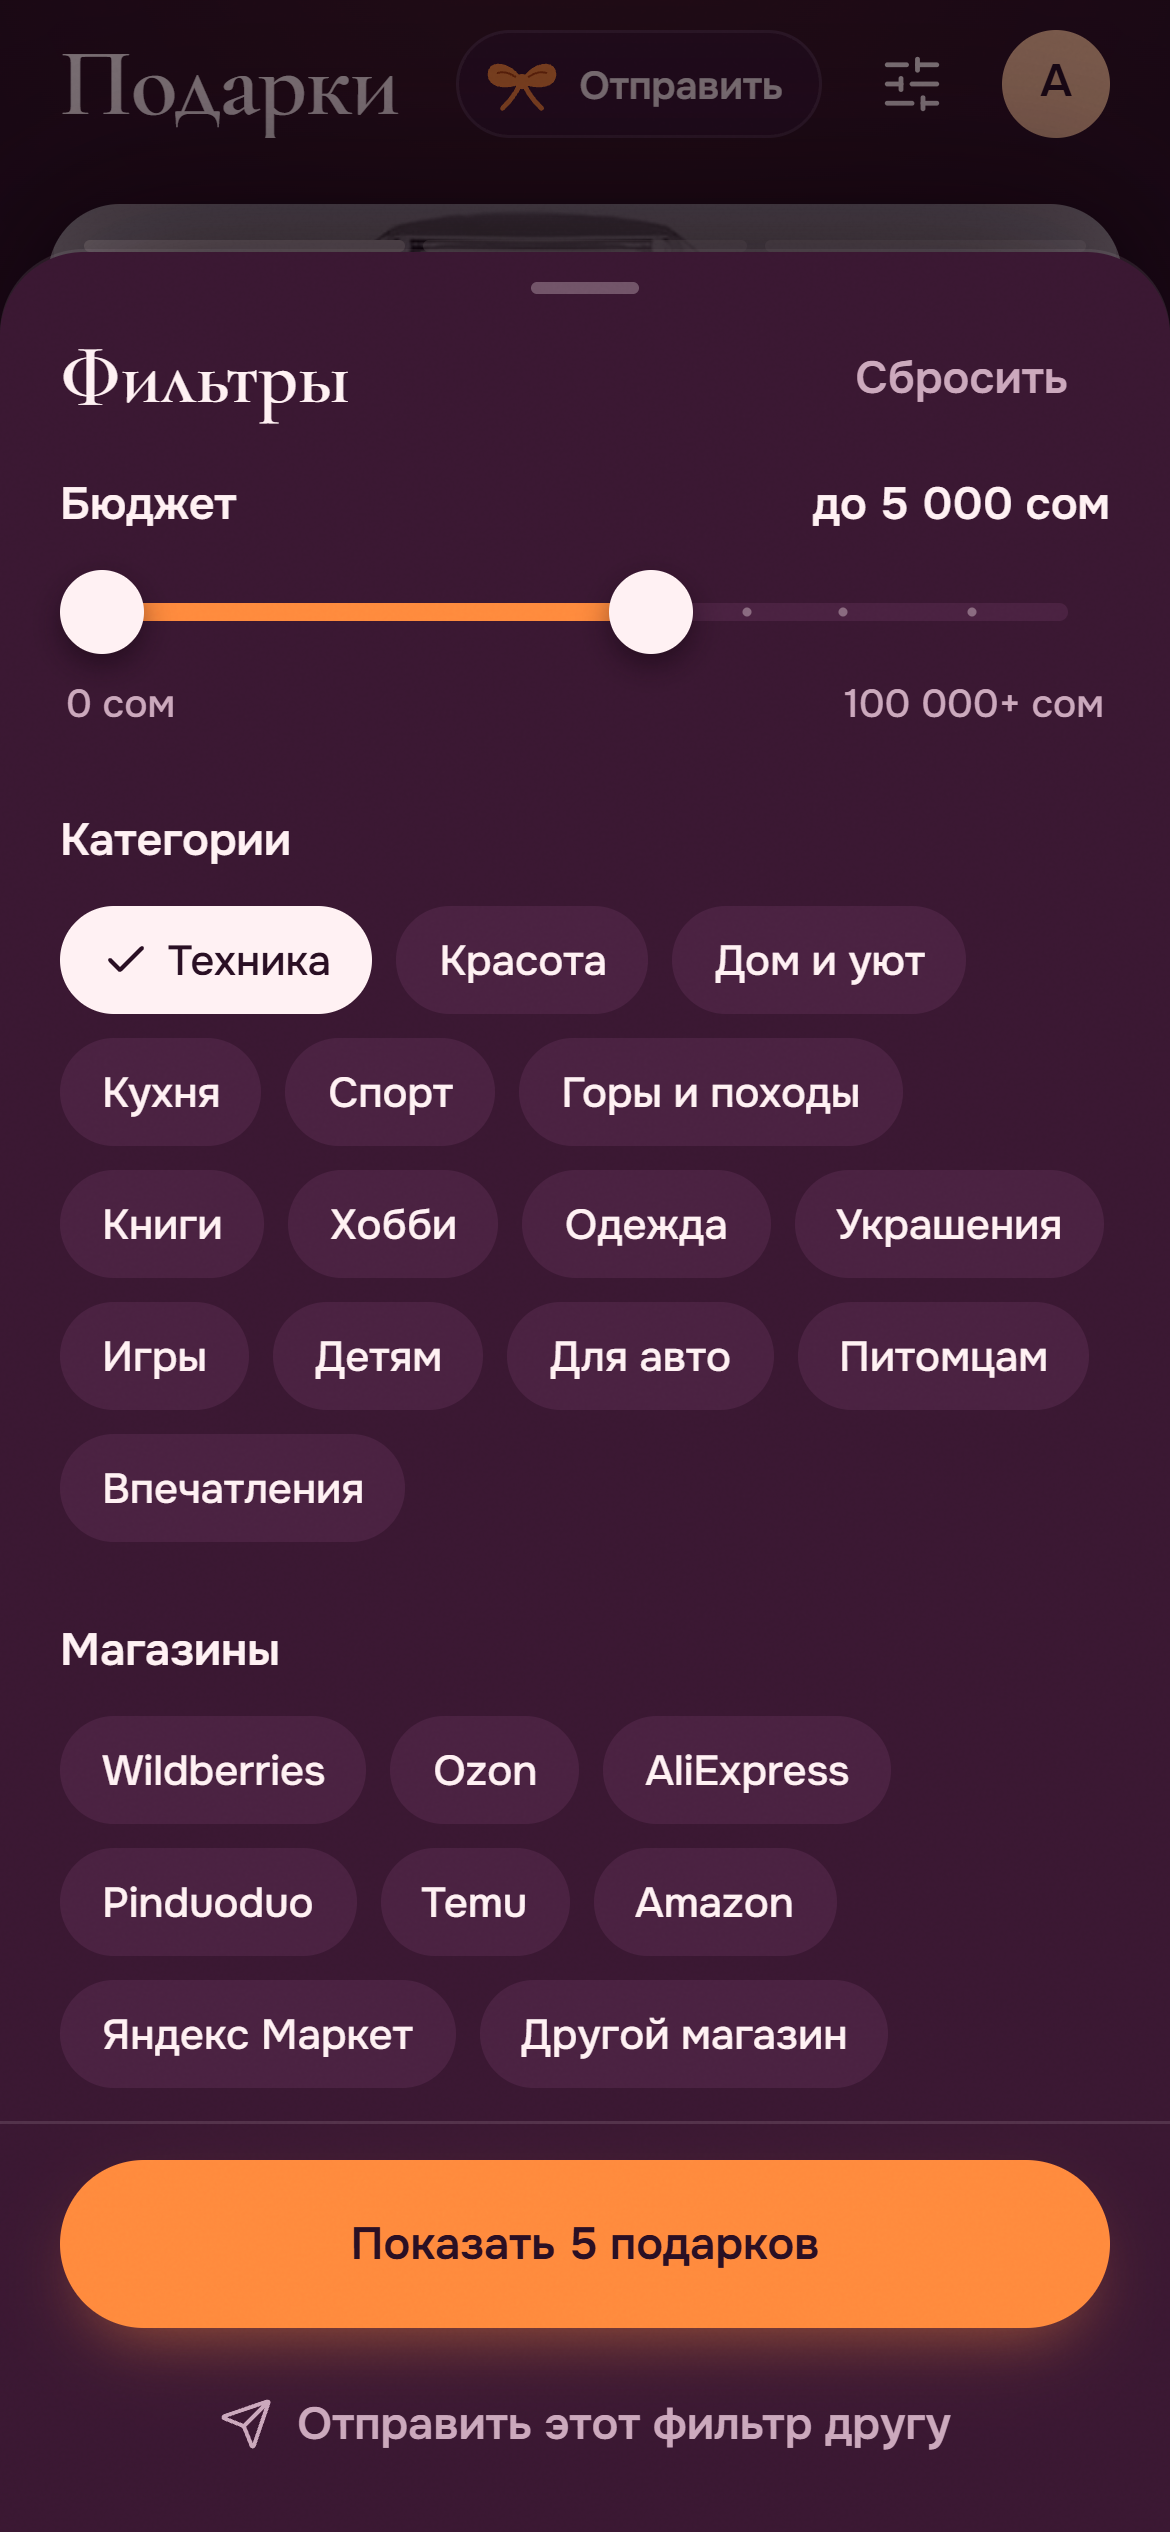 Подарки
Отправить
А
Фильтры
Сбросить
Бюджет
до 5 000 сом
0 сом
100 000+ сом
Категории
Техника
Красота
Дом и уют
Кухня
Спорт
Горы и походы
Книги
Хобби
Одежда
Украшения
Игры
Детям
Для авто
Питомцам
Впечатления
Магазины
Wildberries
Ozon
AliExpress
Pinduoduo
Temu
Amazon
Яндекс Маркет
Другой магазин
Показать 5 подарков
Отправить этот фильтр другу